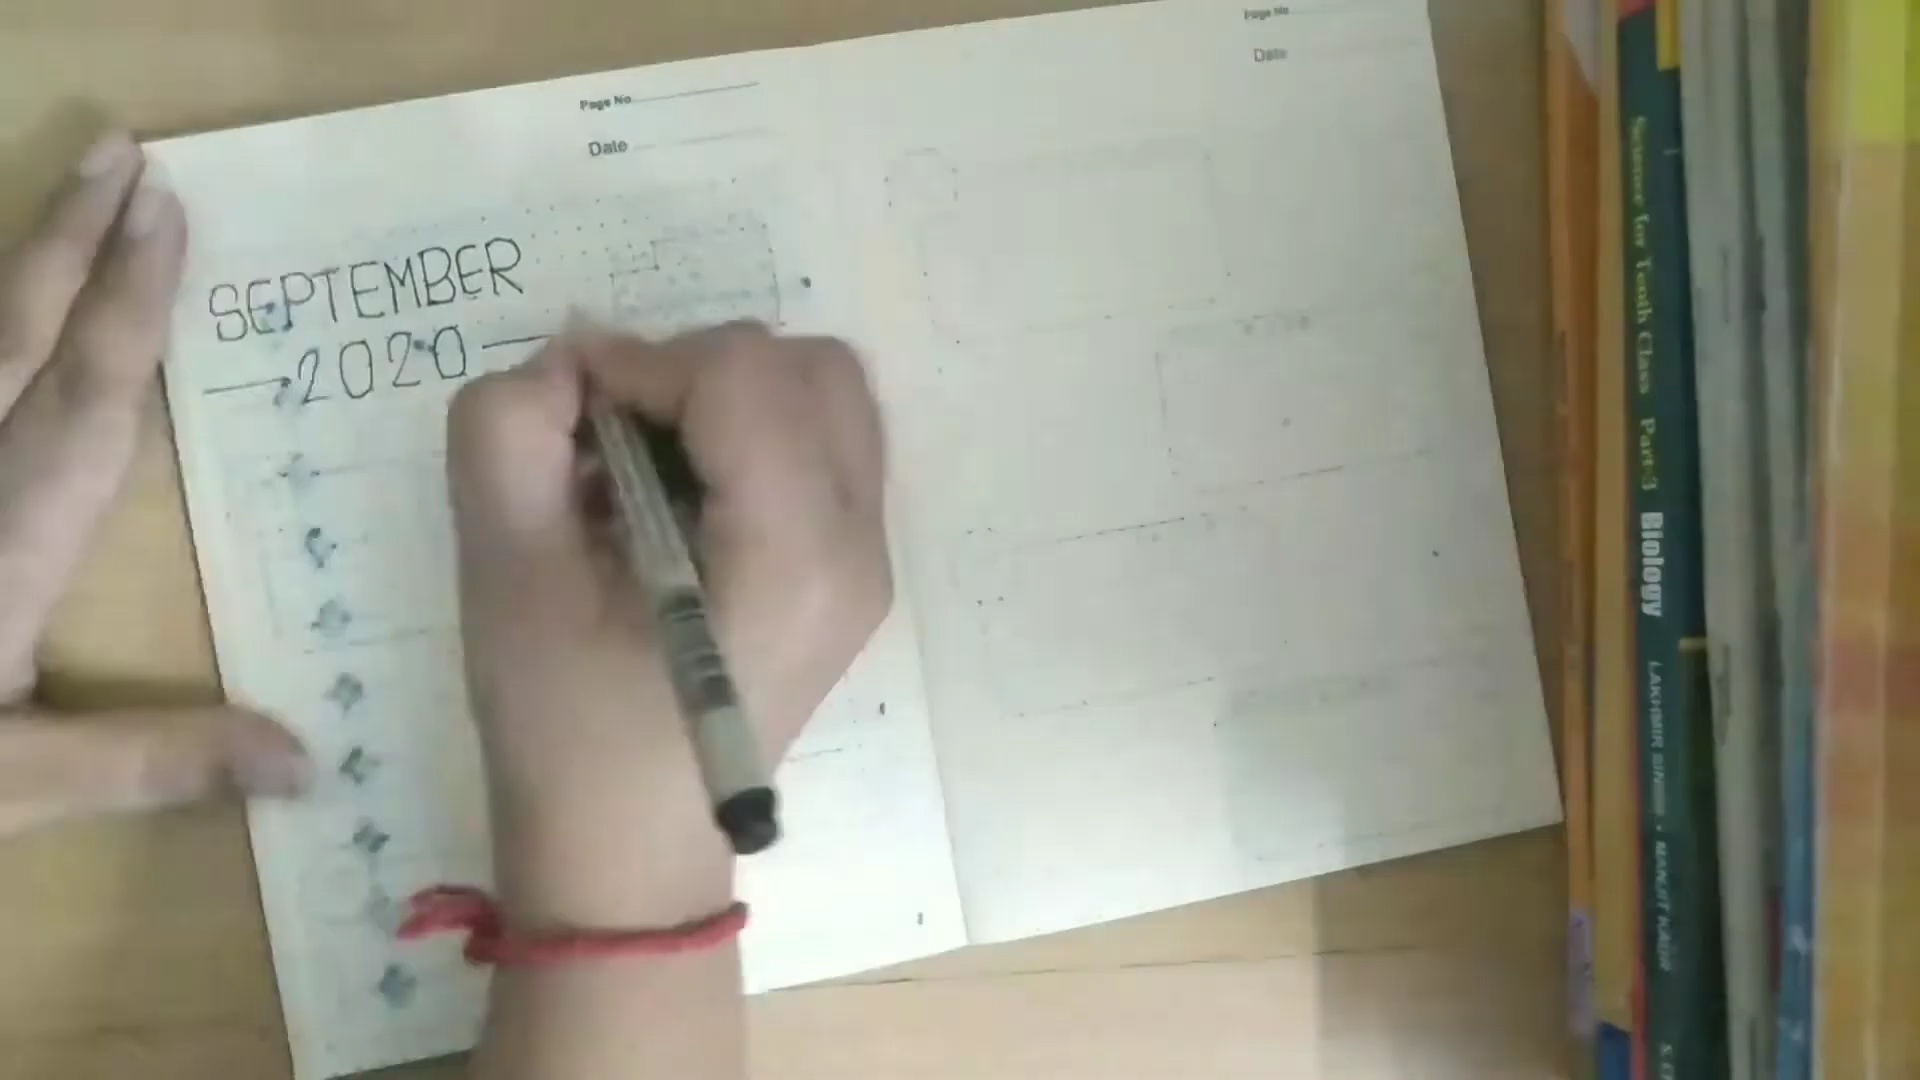 Page No
Date
Page No
Date
SEPTEMBER
2020
Science for Tenth Class Part-3 Biology
LAKHMIR SINGH • MANJIT KAUR